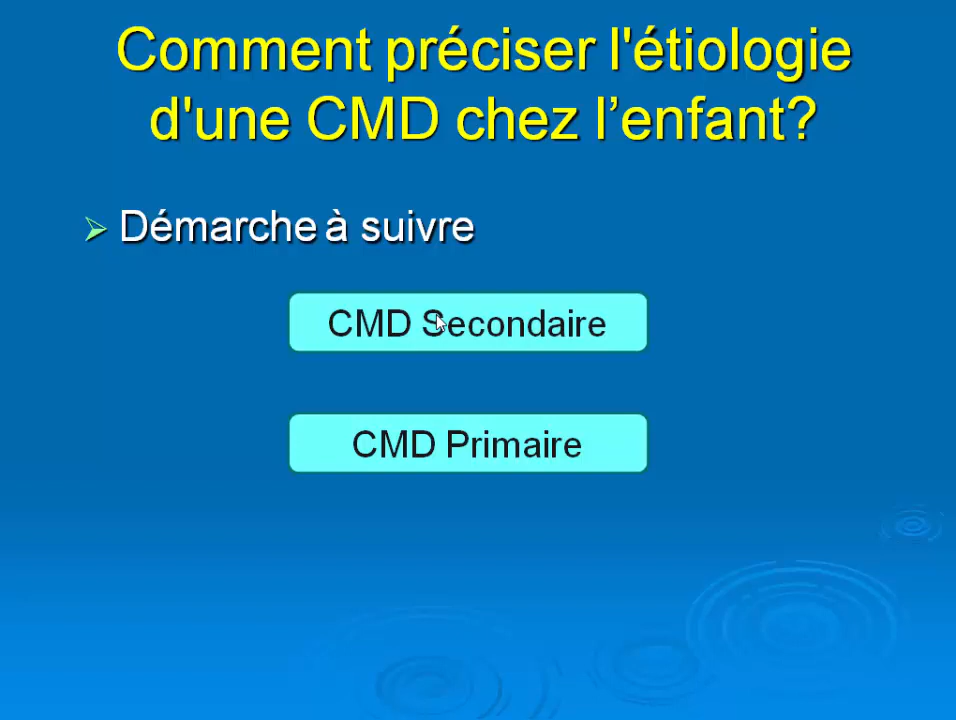 Comment préciser l'étiologie
d'une CMD chez l’enfant?
Démarche à suivre
CMD Secondaire
CMD Primaire